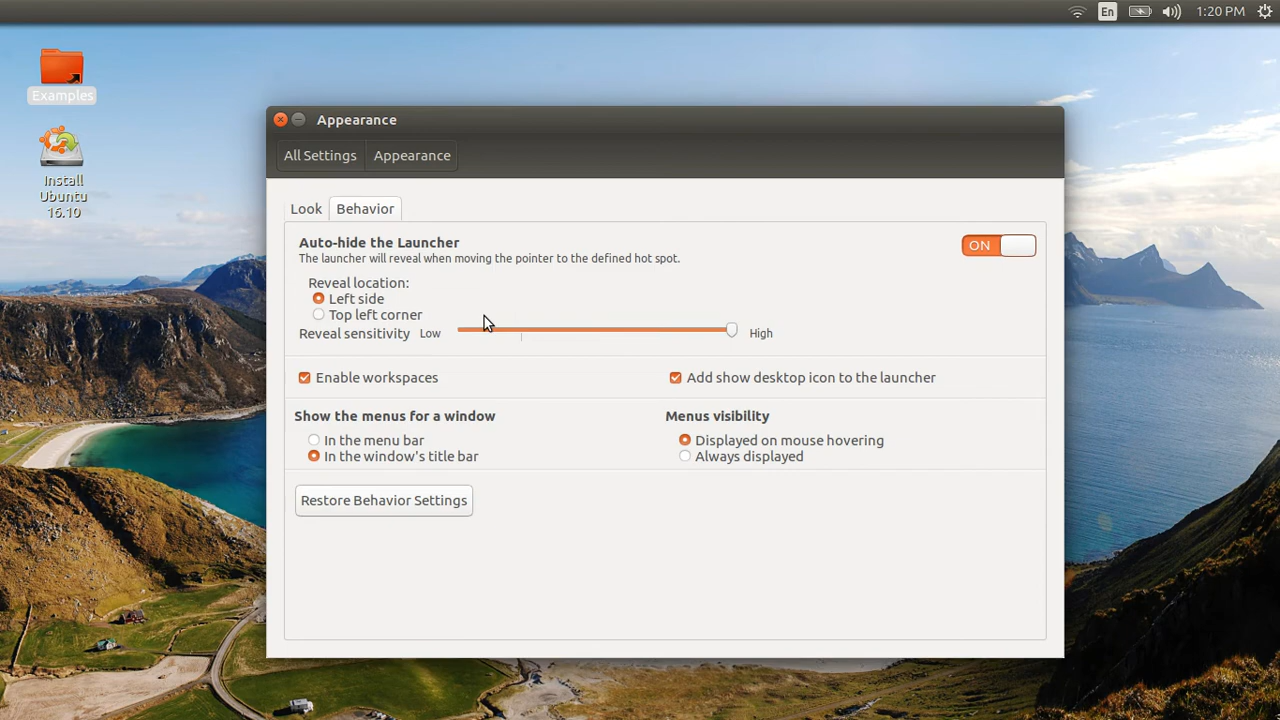 En
1:20 PM
Examples
Install
Ubuntu
16.10
Appearance
All Settings
Appearance
Look
Behavior
Auto-hide the Launcher
ON
The launcher will reveal when moving the pointer to the defined hot spot.
Reveal location:
Left side
Top left corner
Reveal sensitivity Low High
Enable workspaces
Add show desktop icon to the launcher
Show the menus for a window
In the menu bar
In the window's title bar
Menus visibility
Displayed on mouse hovering
Always displayed
Restore Behavior Settings